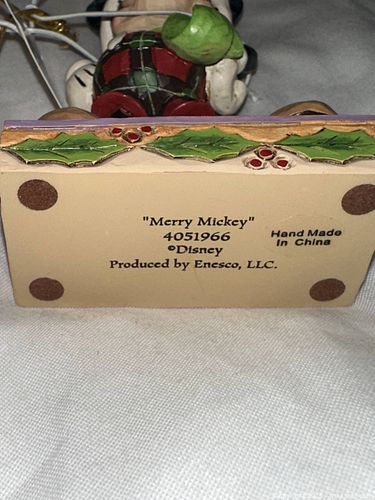 "Merry Mickey"
4051966
©Disney
Produced by Enesco, LLC.
Hand Made
In China